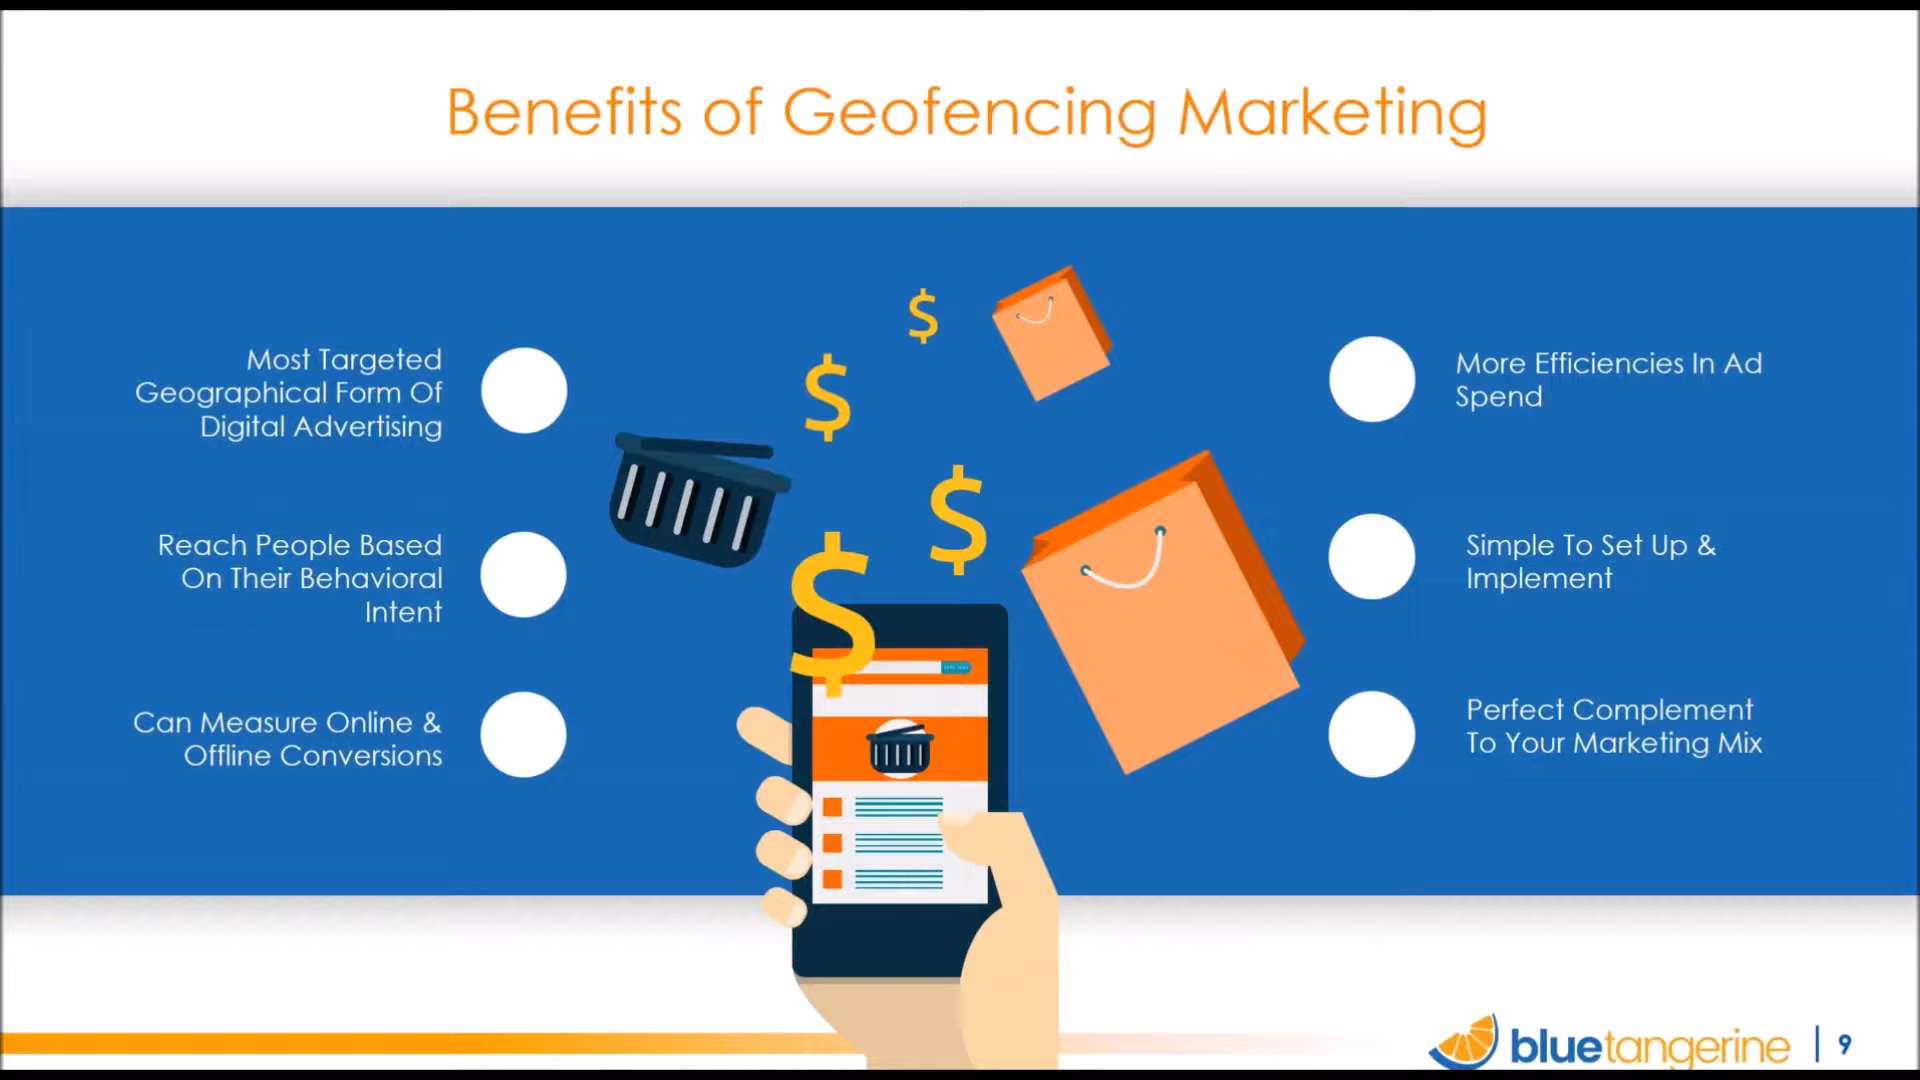 Benefits of Geofencing Marketing
Most Targeted
Geographical Form Of
Digital Advertising
Reach People Based
On Their Behavioral
Intent
Can Measure Online &
Offline Conversions
$
$
$
$
More Efficiencies In Ad
Spend
Simple To Set Up &
Implement
Perfect Complement
To Your Marketing Mix
bluetangerine | 9